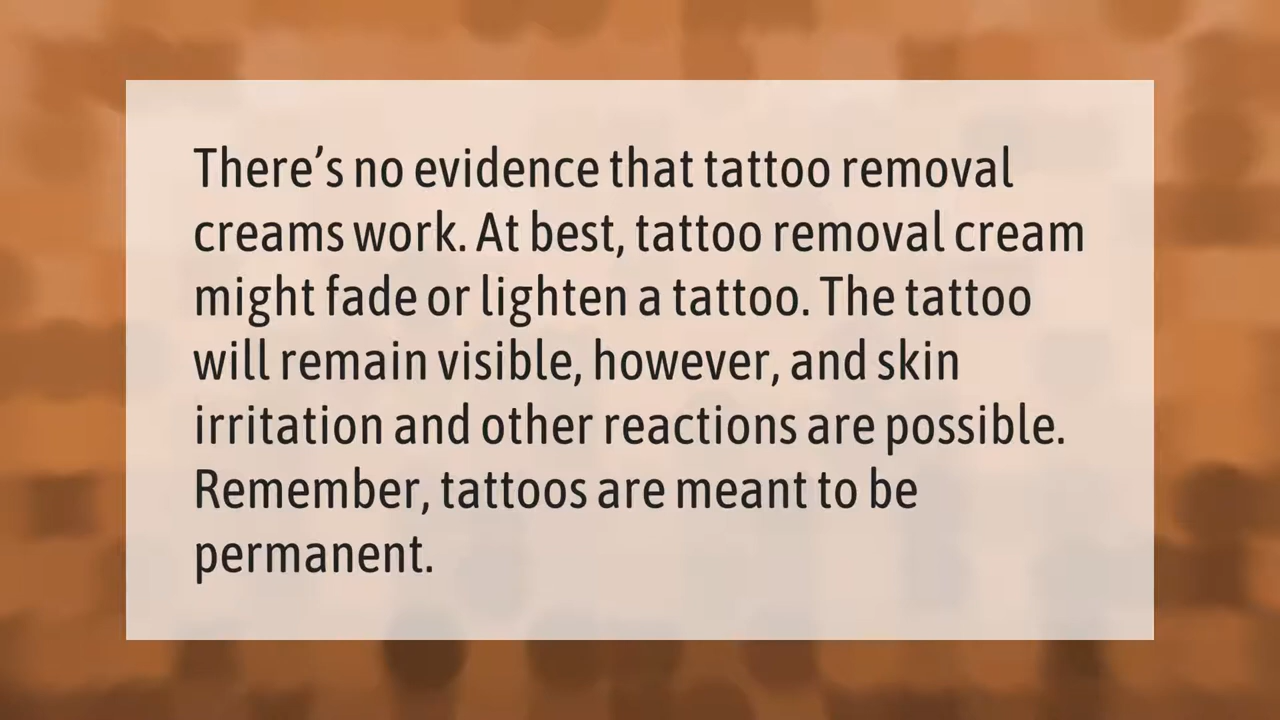 There’s no evidence that tattoo removal
creams work. At best, tattoo removal cream
might fade or lighten a tattoo. The tattoo
will remain visible, however, and skin
irritation and other reactions are possible.
Remember, tattoos are meant to be
permanent.